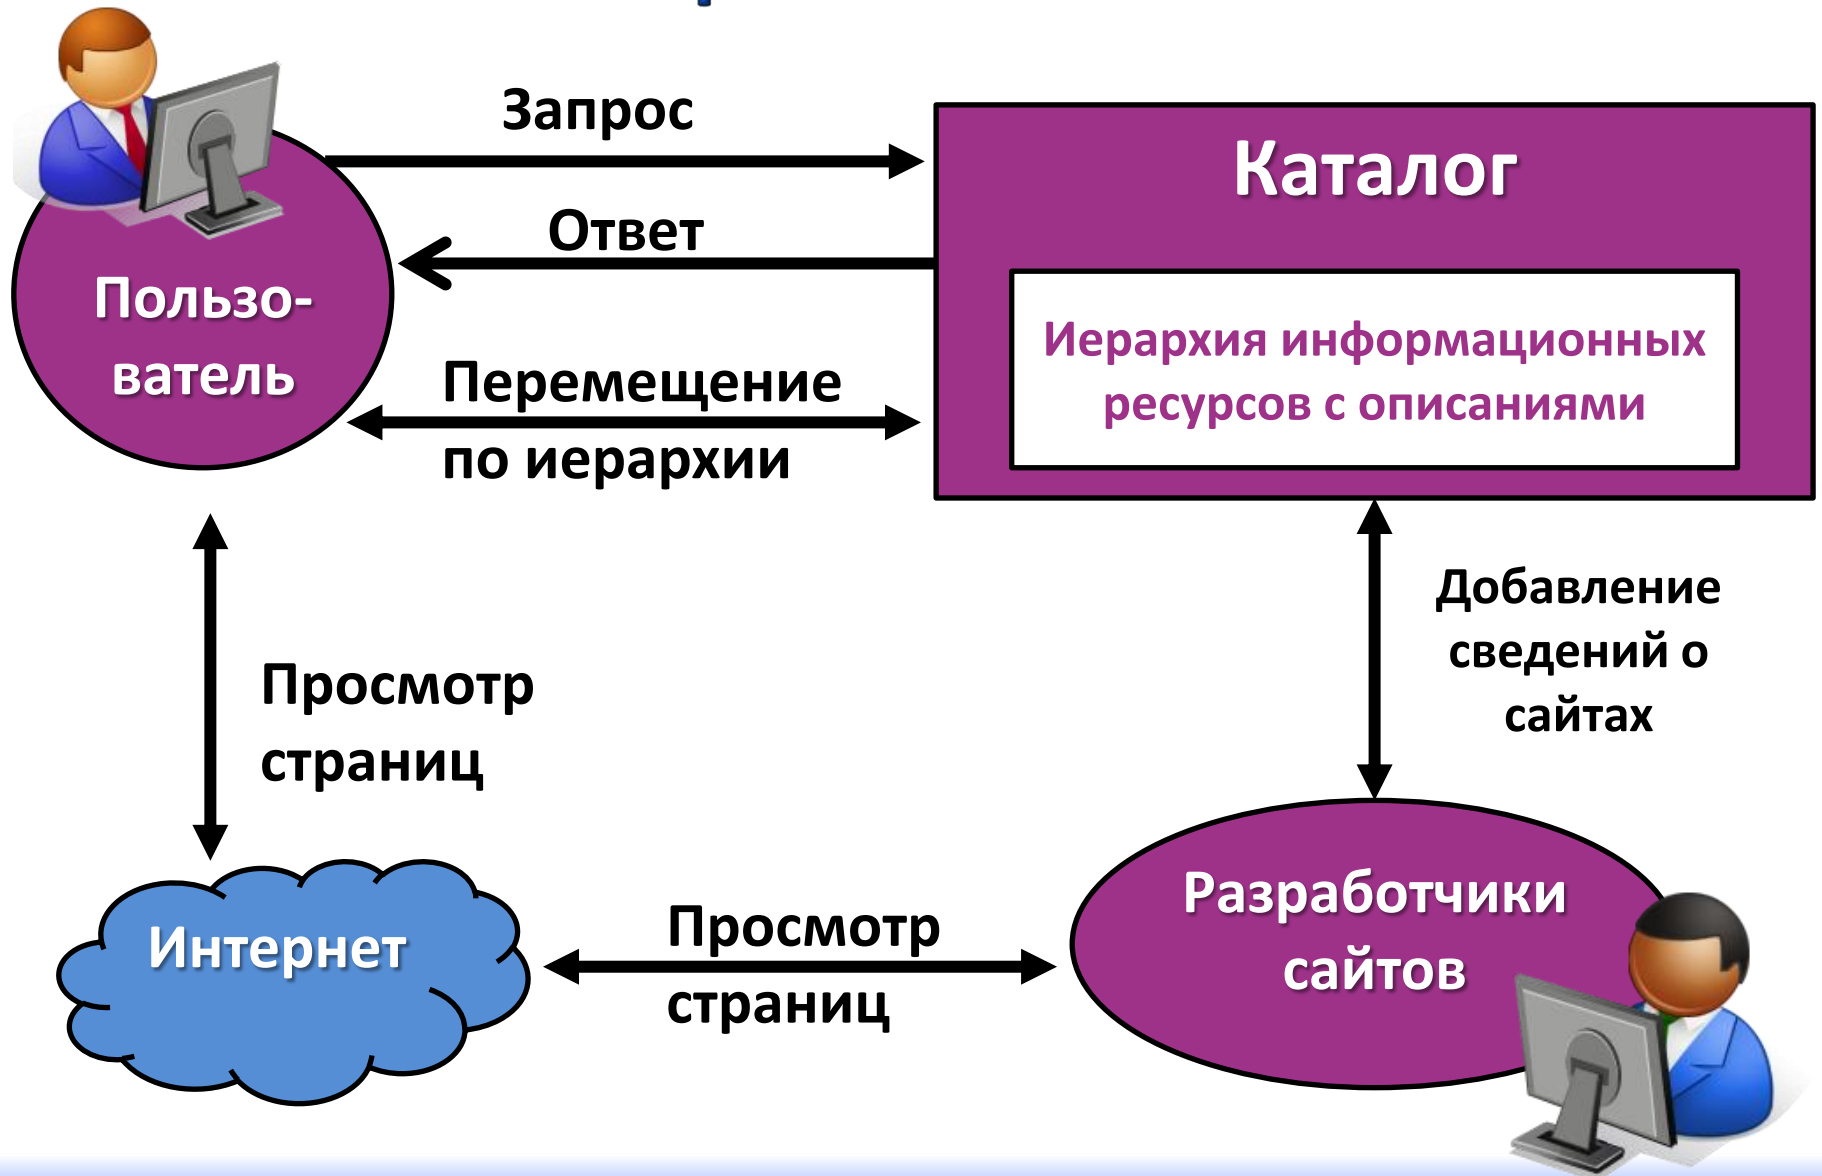 Запрос
Каталог
Ответ
Пользо-
ватель
Иерархия информационных
ресурсов с описаниями
Перемещение
по иерархии
Добавление
сведений о
сайтах
Просмотр
страниц
Интернет
Просмотр
страниц
Разработчики
сайтов